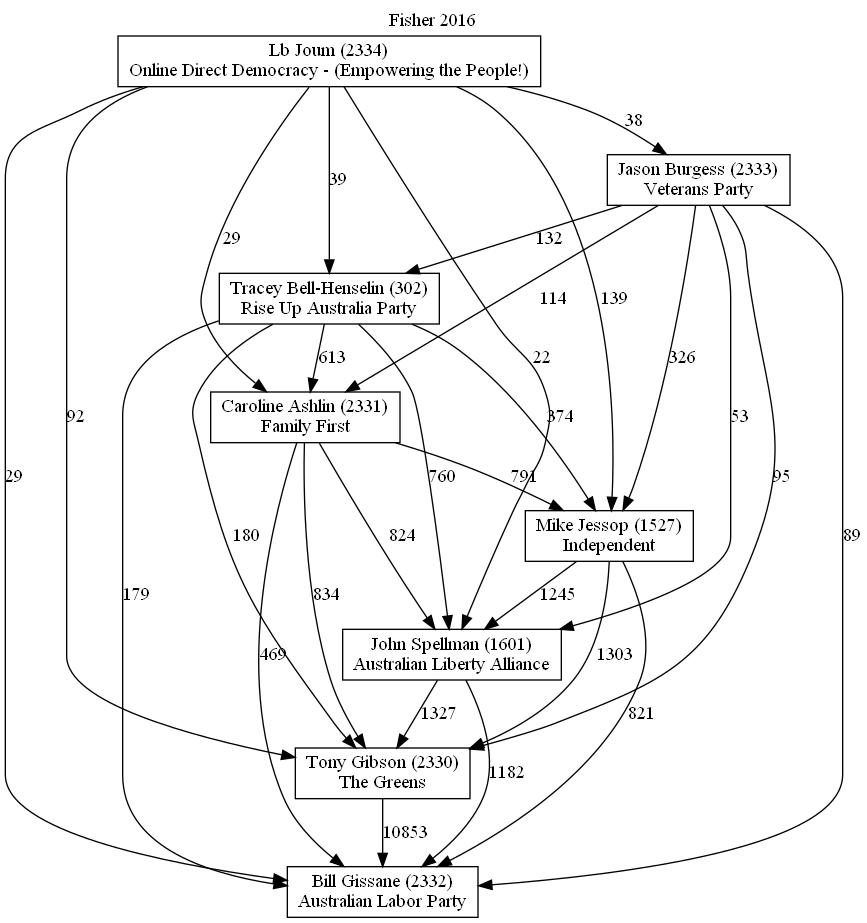 Fisher 2016
Lb Joum (2334)
Online Direct Democracy - (Empowering the People!)
38
Jason Burgess (2333)
Veterans Party
39
29
132
114
139
Tracey Bell-Henselin (302)
Rise Up Australia Party
613
22
326
Caroline Ashlin (2331)
Family First
92
374
53
29
760
791
95
Mike Jessop (1527)
Independent
180
824
89
179
834
1245
John Spellman (1601)
Australian Liberty Alliance
469
1303
1327
821
Tony Gibson (2330)
The Greens
1182
10853
Bill Gissane (2332)
Australian Labor Party